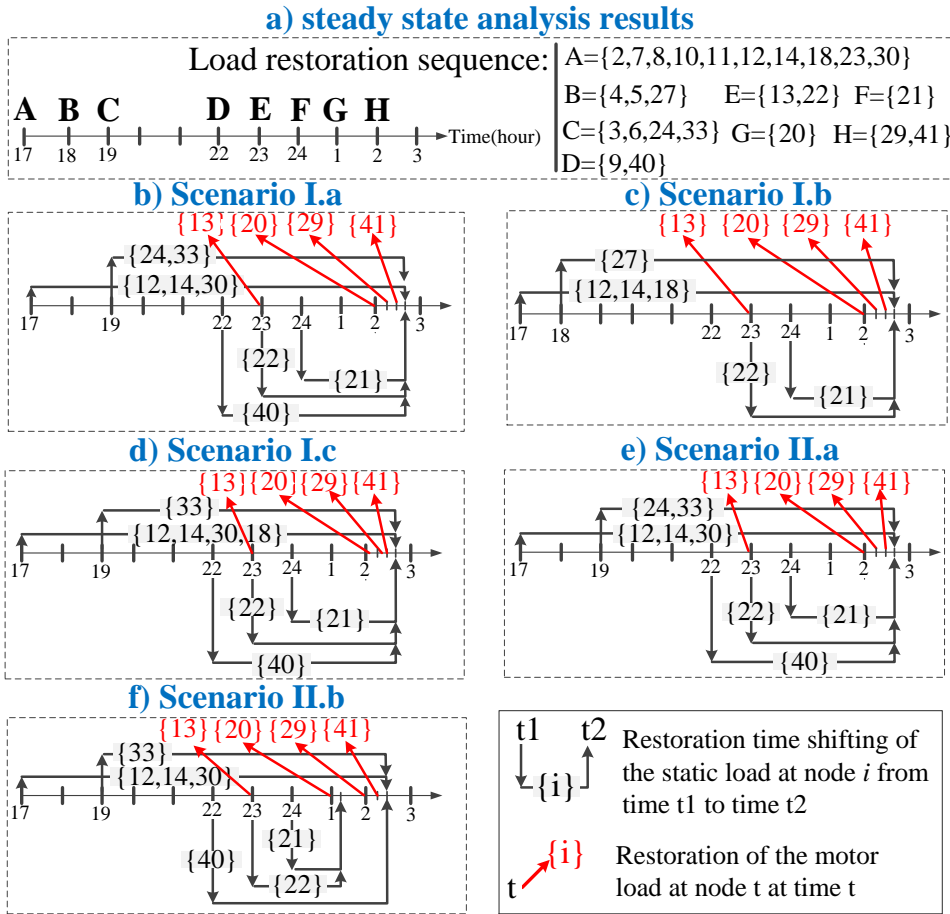 a) steady state analysis results
Load restoration sequence:
A={2,7,8,10,11,12,14,18,23,30}
B={4,5,27} E={13,22} F={21}
C={3,6,24,33} G={20} H={29,41}
D={9,40}
A B C D E F G H
Time(hour)
17 18 19 22 23 24 1 2 3
b) Scenario I.a
{13} {20} {29} {41}
{24,33}
{12,14,30}
17 19 22 23 24 1 2 3
{22}
{21}
{40}
c) Scenario I.b
{13} {20} {29} {41}
{27}
{12,14,18}
17 18 22 23 24 1 2 3
{22}
{21}
d) Scenario I.c
{13} {20} {29} {41}
{33}
{12,14,30,18}
17 19 22 23 24 1 2 3
{22}
{21}
{40}
e) Scenario II.a
{13} {20} {29} {41}
{24,33}
{12,14,30}
17 19 22 23 24 1 2 3
{22}
{21}
{40}
f) Scenario II.b
{13} {20} {29} {41}
{33}
{12,14,30}
17 19 22 23 24 1 2 3
{21}
{40}
{22}
t1 t2
{i}
Restoration time shifting of
the static load at node i from
time t1 to time t2
{i}
t
Restoration of the motor
load at node t at time t